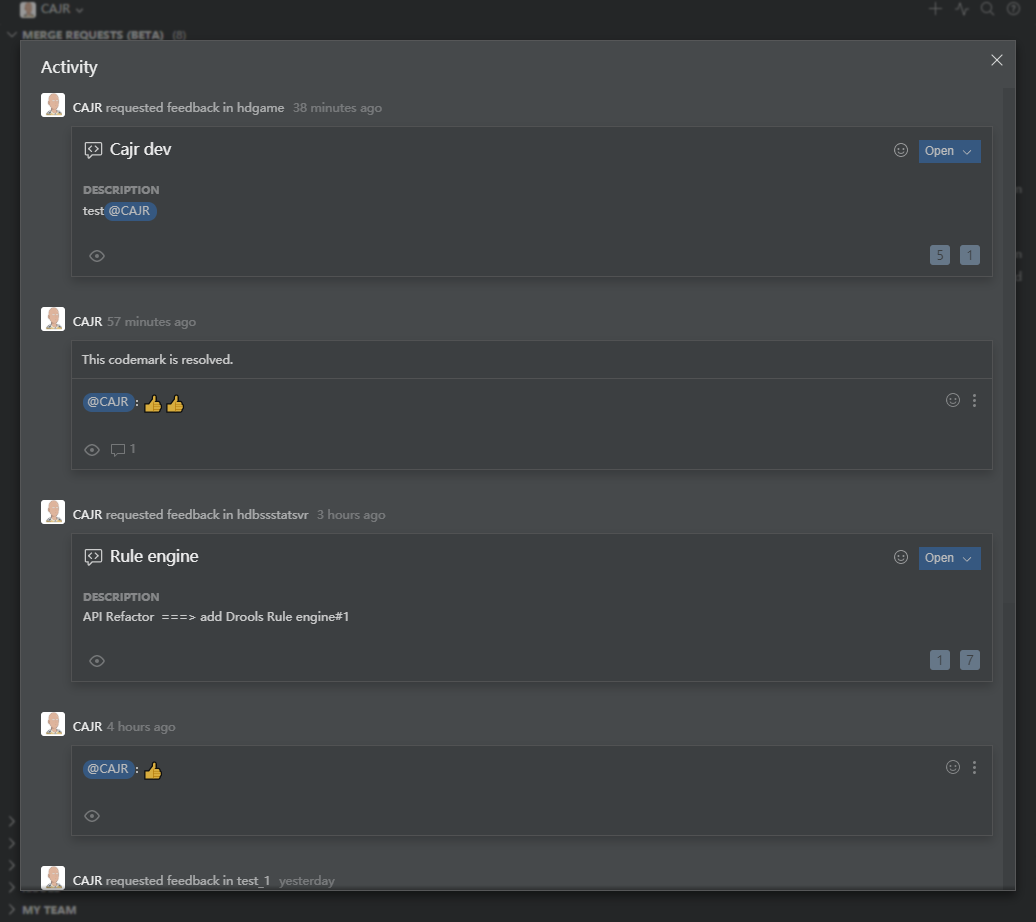 CAJR
MERGE REQUESTS (BETA) (8)
Activity
CAJR requested feedback in hdgame 38 minutes ago
Cajr dev
Open
DESCRIPTION
test@CAJR
5 1
CAJR 57 minutes ago
This codemark is resolved.
@CAJR :
1
CAJR requested feedback in hdbssstatsvr 3 hours ago
Rule engine
Open
DESCRIPTION
API Refactor ===> add Drools Rule engine#1
1 7
CAJR 4 hours ago
@CAJR :
CAJR requested feedback in test_1 yesterday
MY TEAM